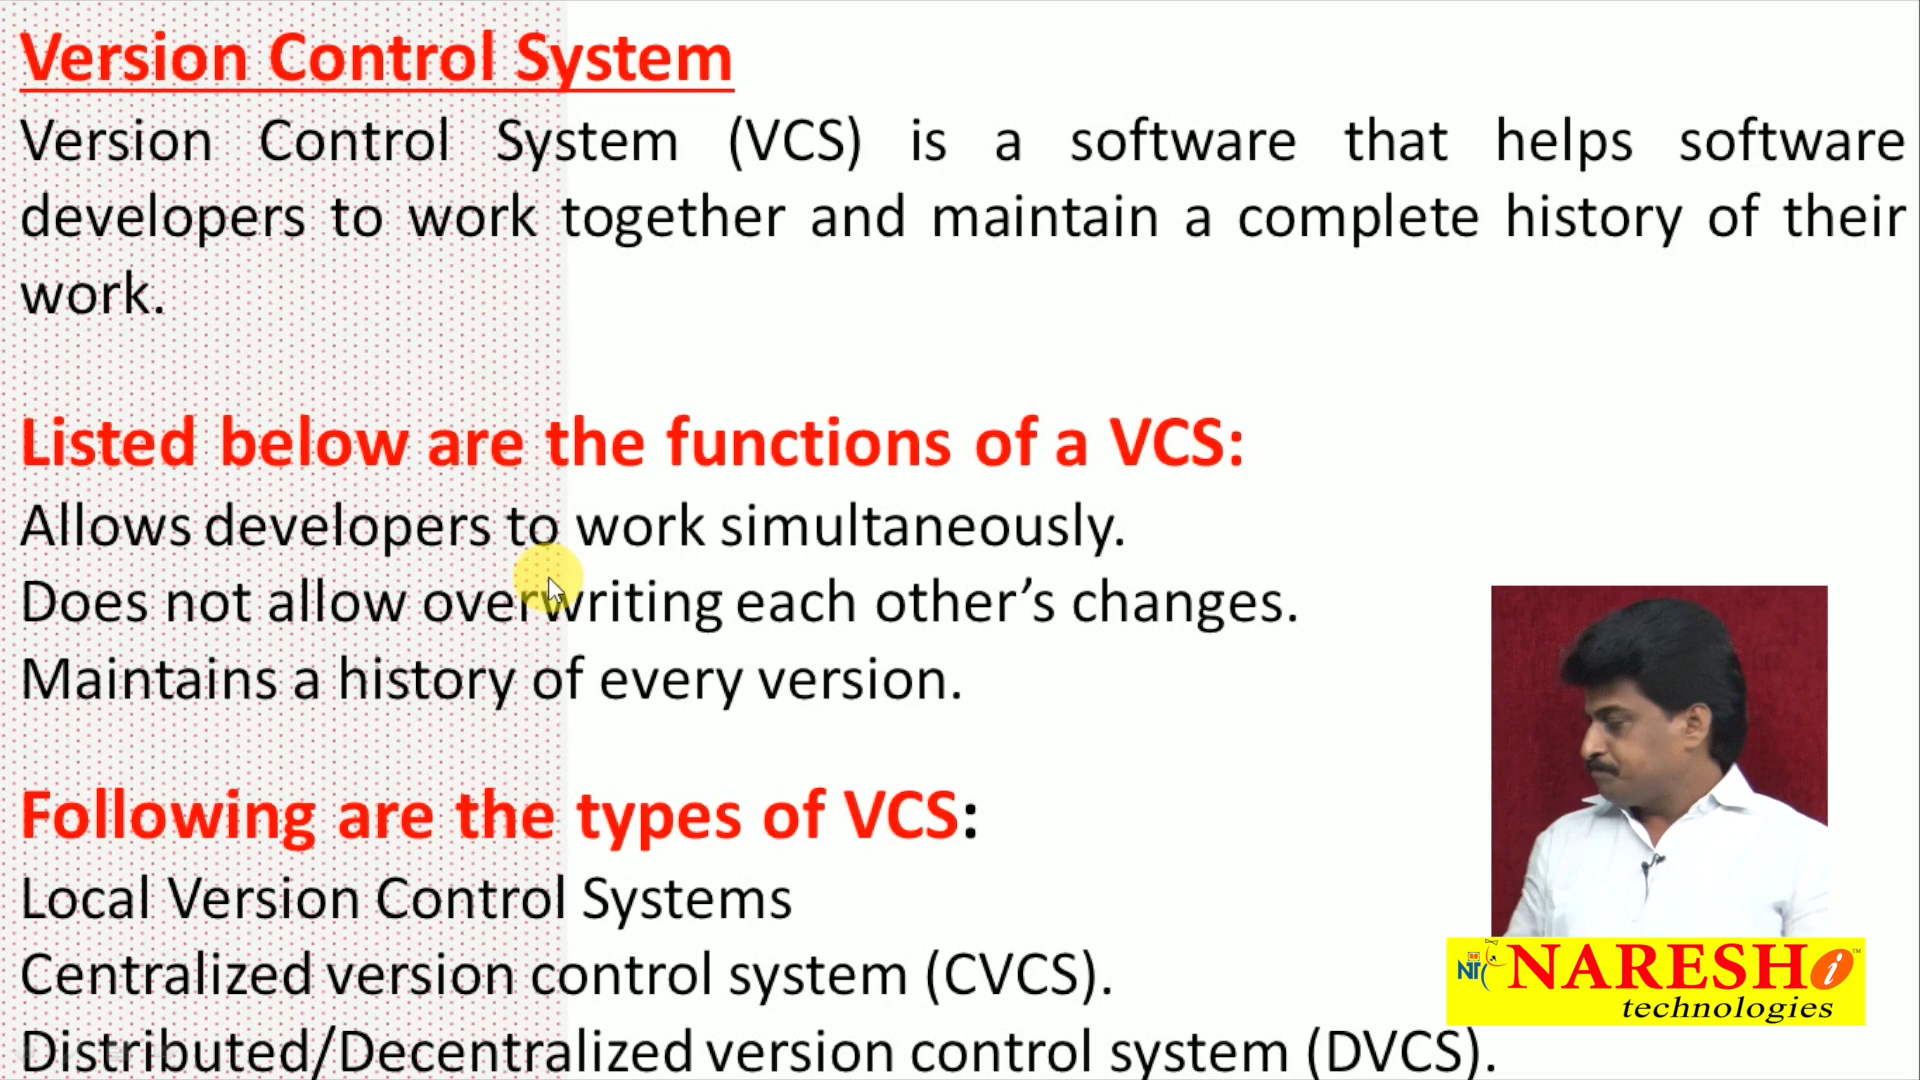 Version Control System
Version Control System (VCS) is a software that helps software
developers to work together and maintain a complete history of their
work.
Listed below are the functions of a VCS:
Allows developers to work simultaneously.
Does not allow overwriting each other’s changes.
Maintains a history of every version.
Following are the types of VCS:
Local Version Control Systems
Centralized version control system (CVCS).
Distributed/Decentralized version control system (DVCS).
NARESH i
technologies